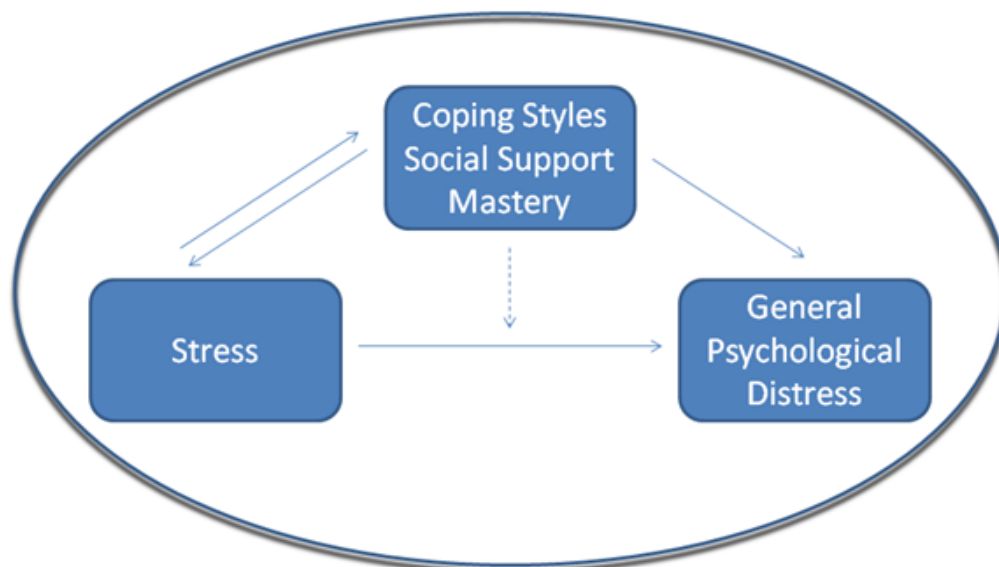 Coping Styles
Social Support
Mastery
Stress
General
Psychological
Distress